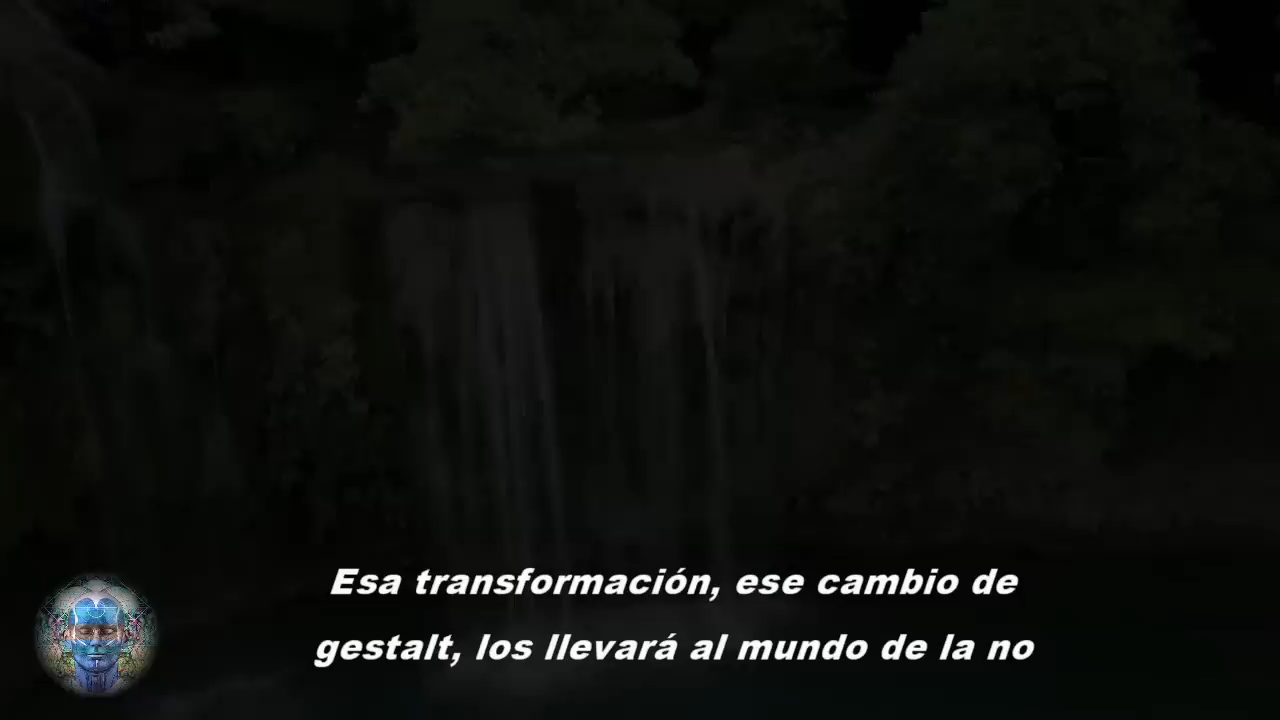 Esa transformación, ese cambio de
gestalt, los llevará al mundo de la no